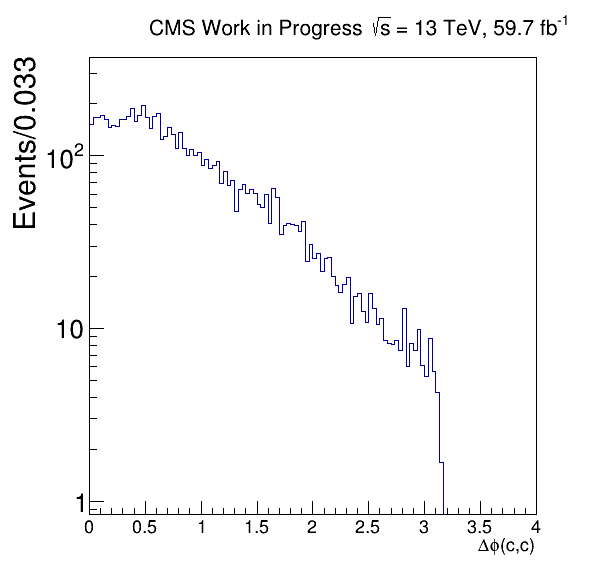 CMS Work in Progress √s = 13 TeV, 59.7 fb⁻¹
Events/0.033
10²
10
1
0 0.5 1 1.5 2 2.5 3 3.5 4
Δϕ(c,c)